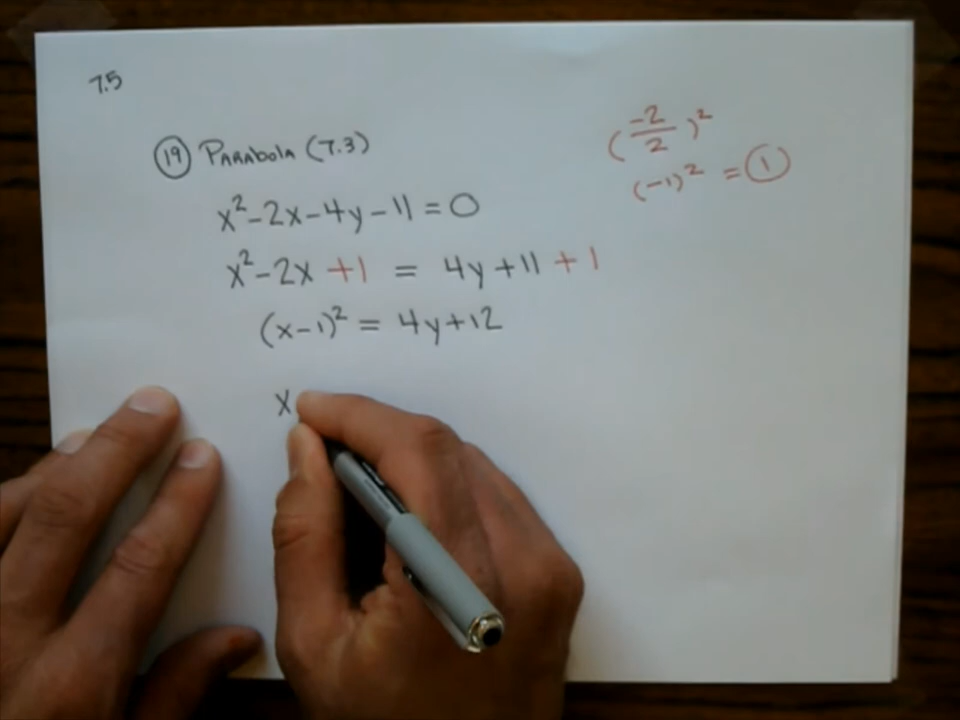 7.5
(19) PARABOLA (7.3)
x²-2x-4y-11=0
x²-2x+1 = 4y+11+1
(x-1)² = 4y+12
x
(-2/2)²
(-1)² = 1